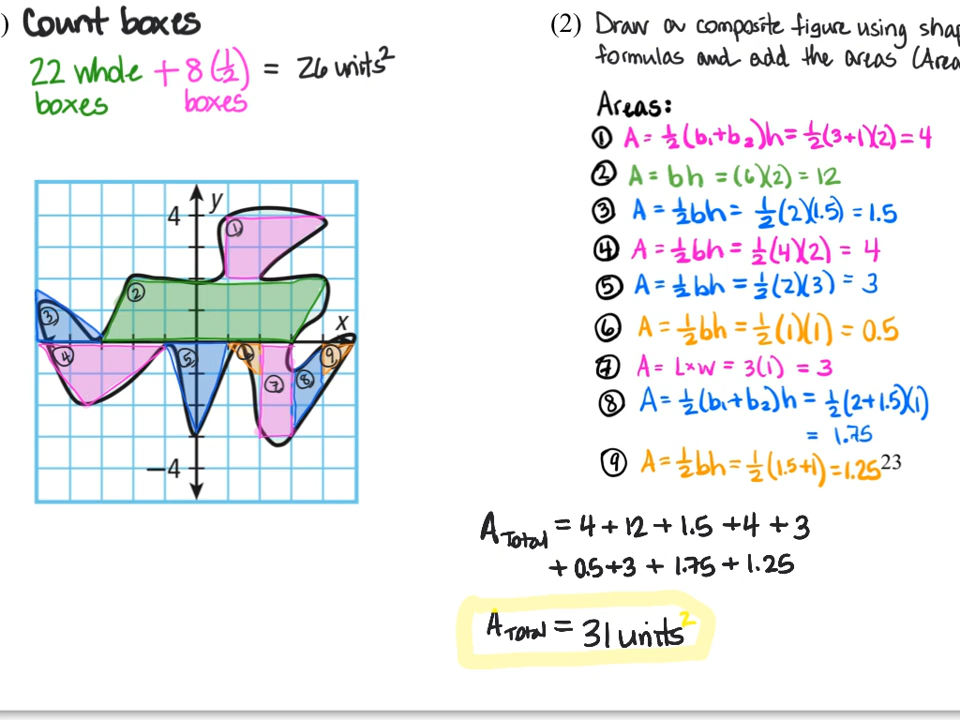 ) Count boxes
22 whole + 8(1/2) = 26 units²
boxes boxes
4
y
x
-4
1
2
3
4
5
6
7
8
9
(2) Draw a composite figure using shap
formulas and add the areas (Area
Areas:
① A = 1/2(b₁+b₂)h = 1/2(3+1)(2) = 4
② A = bh = (6)(2) = 12
③ A = 1/2bh = 1/2(2)(1.5) = 1.5
④ A = 1/2bh = 1/2(4)(2) = 4
⑤ A = 1/2bh = 1/2(2)(3) = 3
⑥ A = 1/2bh = 1/2(1)(1) = 0.5
⑦ A = L×w = 3(1) = 3
⑧ A = 1/2(b₁+b₂)h = 1/2(2+1.5)(1)
= 1.75
⑨ A = 1/2bh = 1/2(1.5+1) = 1.25 23
A Total = 4 + 12 + 1.5 + 4 + 3
+ 0.5 + 3 + 1.75 + 1.25
A Total = 31 units²